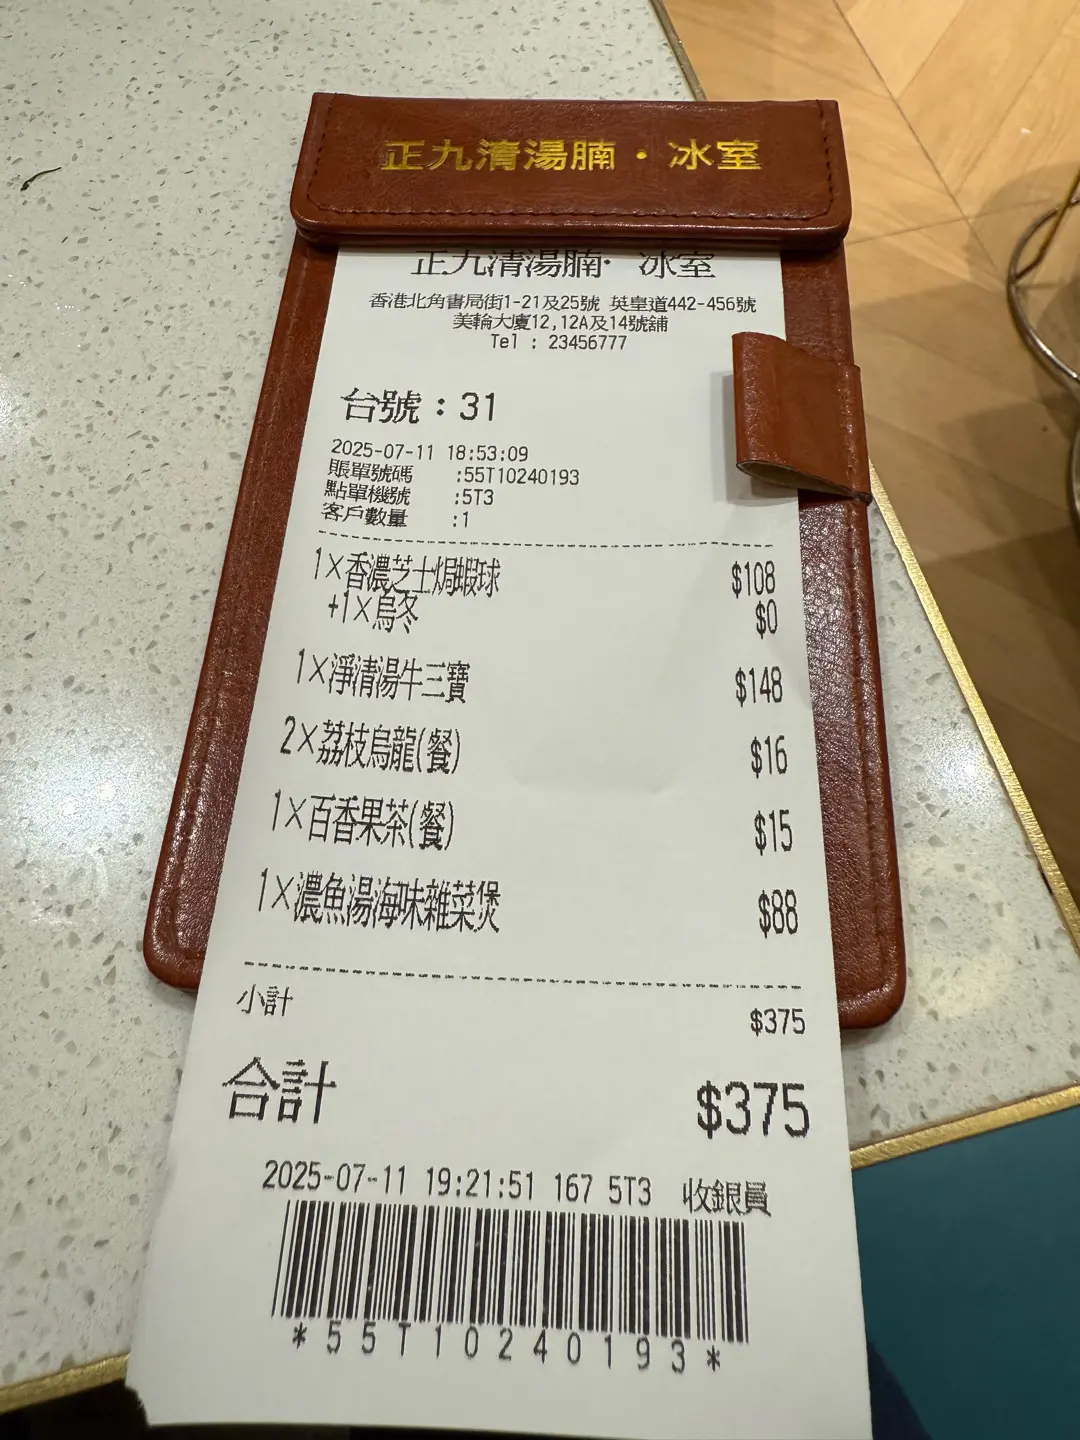 正九清湯腩·冰室
正九清湯腩· 冰室
香港北角書局街1-21及25號 英皇道442-456號
美輪大廈12,12A及14號舖
Tel : 23456777
台號：31
2025-07-11 18:53:09
賬單號碼 :55T10240193
點單機號 :5T3
客戶數量 :1
1×香濃芝士焗蝦球 $108
+1×烏冬 $0
1×淨清湯牛三寶 $148
2×荔枝烏龍(餐) $16
1×百香果茶(餐) $15
1×濃魚湯海味雜菜煲 $88
小計 $375
合計 $375
2025-07-11 19:21:51 167 5T3 收銀員
*55T10240193*